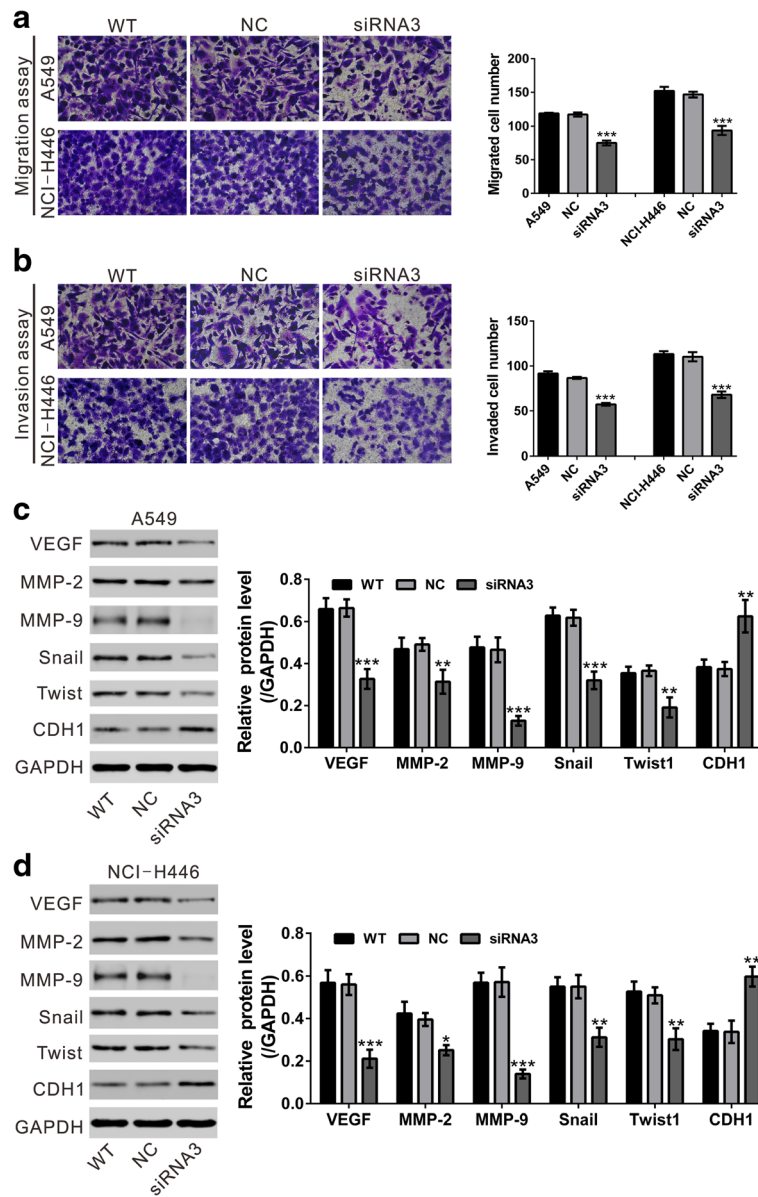 a
WT NC siRNA3
Migration assay
A549
NCI-H446
Migrated cell number
200
150
100
50
0
***
***
A549 NC siRNA3 NCI-H446 NC siRNA3
b
WT NC siRNA3
Invasion assay
A549
NCI-H446
Invaded cell number
150
100
50
0
***
***
A549 NC siRNA3 NCI-H446 NC siRNA3
c
A549
VEGF
MMP-2
MMP-9
Snail
Twist
CDH1
GAPDH
WT NC siRNA3
Relative protein level
(/GAPDH)
0.8
0.6
0.4
0.2
0.0
WT NC siRNA3
*** ** *** *** ** **
VEGF MMP-2 MMP-9 Snail Twist1 CDH1
d
NCI-H446
VEGF
MMP-2
MMP-9
Snail
Twist
CDH1
GAPDH
WT NC siRNA3
Relative protein level
(/GAPDH)
0.8
0.6
0.4
0.2
0.0
WT NC siRNA3
*** * *** ** ** **
VEGF MMP-2 MMP-9 Snail Twist1 CDH1